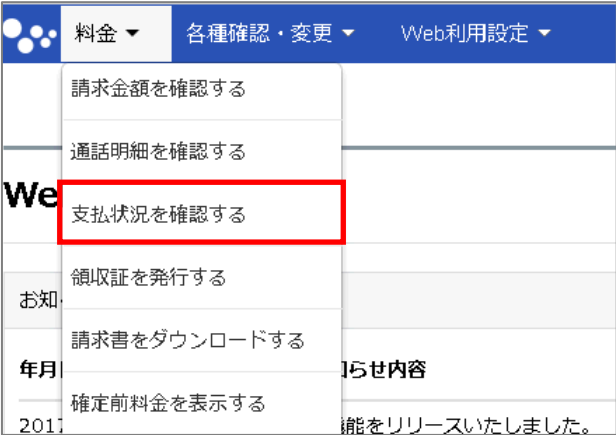 料金 ▼ 各種確認・変更 ▼ Web利用設定 ▼
請求金額を確認する
通話明細を確認する
We
支払状況を確認する
領収証を発行する
お知
請求書をダウンロードする
年月 らせ内容
確定前料金を表示する
2017 能をリリースいたしました。